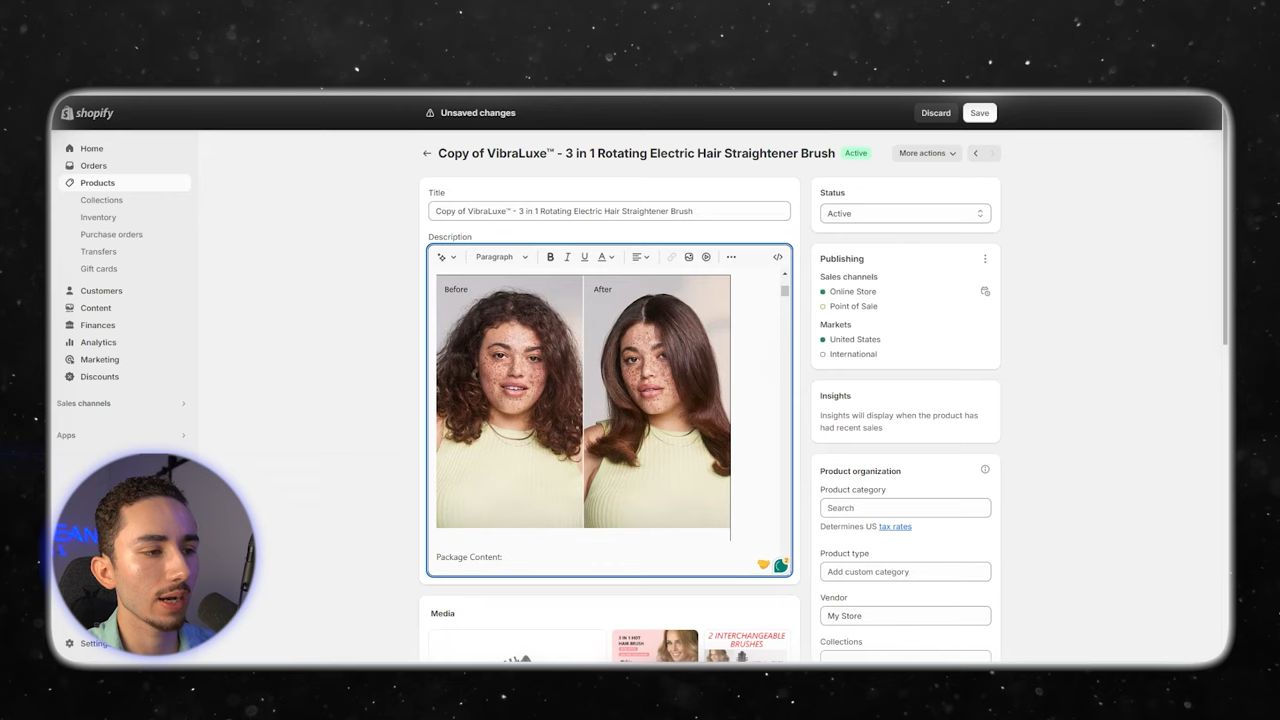 shopify
Unsaved changes
Discard
Save
Home
Orders
Products
Collections
Inventory
Purchase orders
Transfers
Gift cards
Customers
Content
Finances
Analytics
Marketing
Discounts
Sales channels
Apps
Copy of VibraLuxe™ - 3 in 1 Rotating Electric Hair Straightener Brush
Active
More actions
Title
Copy of VibraLuxe™ - 3 in 1 Rotating Electric Hair Straightener Brush
Description
Paragraph
Before
After
Package Content:
Media
3 IN 1 HOT
HAIR BRUSH
2 INTERCHANGEABLE
BRUSHES
Status
Active
Publishing
Sales channels
Online Store
Point of Sale
Markets
United States
International
Insights
Insights will display when the product has
had recent sales
Product organization
Product category
Search
Determines US tax rates
Product type
Add custom category
Vendor
My Store
Collections